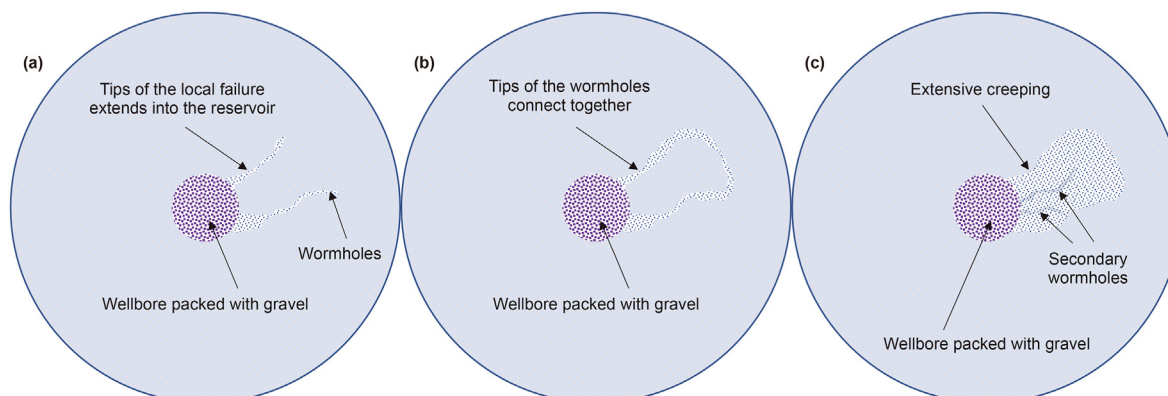 (a)
Tips of the local failure
extends into the reservoir
Wormholes
Wellbore packed with gravel
(b)
Tips of the wormholes
connect together
Wellbore packed with gravel
(c)
Extensive creeping
Secondary
wormholes
Wellbore packed with gravel